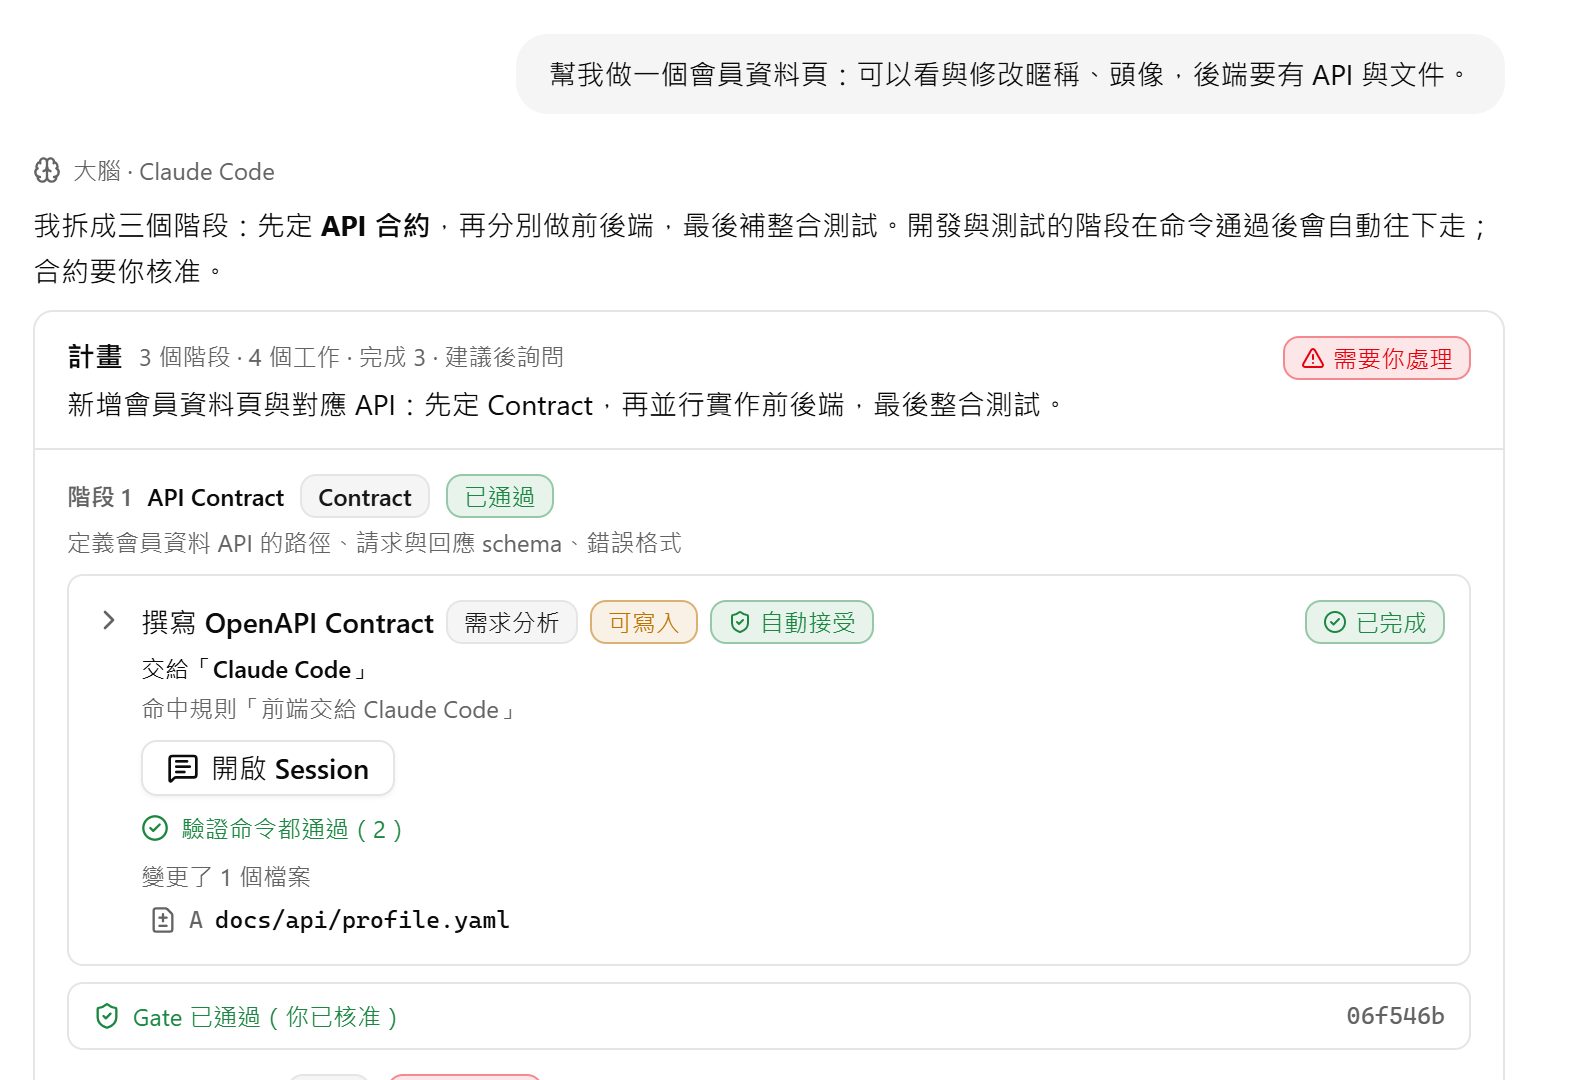 幫我做一個會員資料頁：可以看與修改暱稱、頭像，後端要有 API 與文件。
大腦 · Claude Code
我拆成三個階段：先定 API 合約，再分別做前後端，最後補整合測試。開發與測試的階段在命令通過後會自動往下走；
合約要你核准。
計畫 3 個階段 · 4 個工作 · 完成 3 · 建議後詢問
需要你處理
新增會員資料頁與對應 API：先定 Contract，再並行實作前後端，最後整合測試。
階段 1 API Contract Contract 已通過
定義會員資料 API 的路徑、請求與回應 schema、錯誤格式
撰寫 OpenAPI Contract 需求分析 可寫入 自動接受 已完成
交給「Claude Code」
命中規則「前端交給 Claude Code」
開啟 Session
驗證命令都通過（2）
變更了 1 個檔案
A docs/api/profile.yaml
Gate 已通過（你已核准） 06f546b